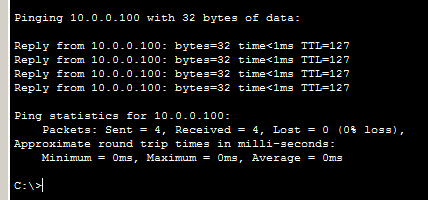 Pinging 10.0.0.100 with 32 bytes of data:
Reply from 10.0.0.100: bytes=32 time<1ms TTL=127
Reply from 10.0.0.100: bytes=32 time<1ms TTL=127
Reply from 10.0.0.100: bytes=32 time<1ms TTL=127
Reply from 10.0.0.100: bytes=32 time<1ms TTL=127
Ping statistics for 10.0.0.100:
    Packets: Sent = 4, Received = 4, Lost = 0 (0% loss),
Approximate round trip times in milli-seconds:
    Minimum = 0ms, Maximum = 0ms, Average = 0ms
C:\>